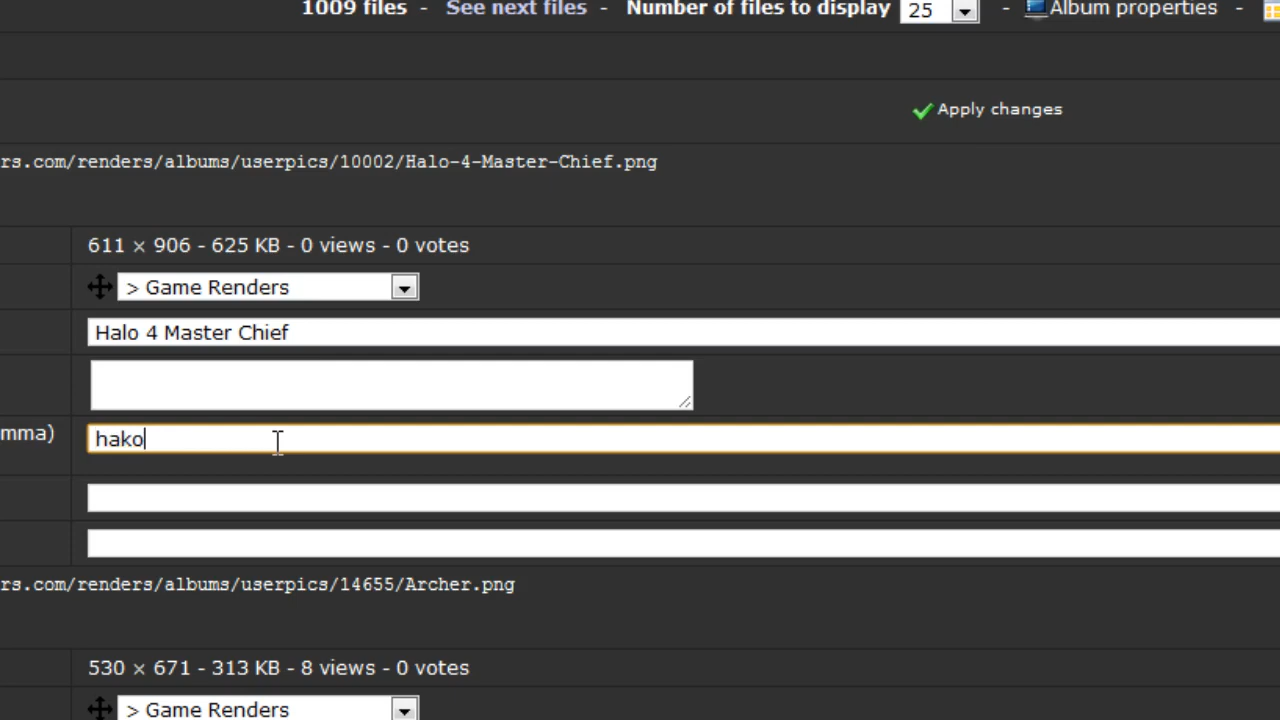 1009 files - See next files - Number of files to display 25 - Album properties -
Apply changes
rs.com/renders/albums/userpics/10002/Halo-4-Master-Chief.png
611 × 906 - 625 KB - 0 views - 0 votes
> Game Renders
Halo 4 Master Chief
mma) hako
rs.com/renders/albums/userpics/14655/Archer.png
530 × 671 - 313 KB - 8 views - 0 votes
> Game Renders